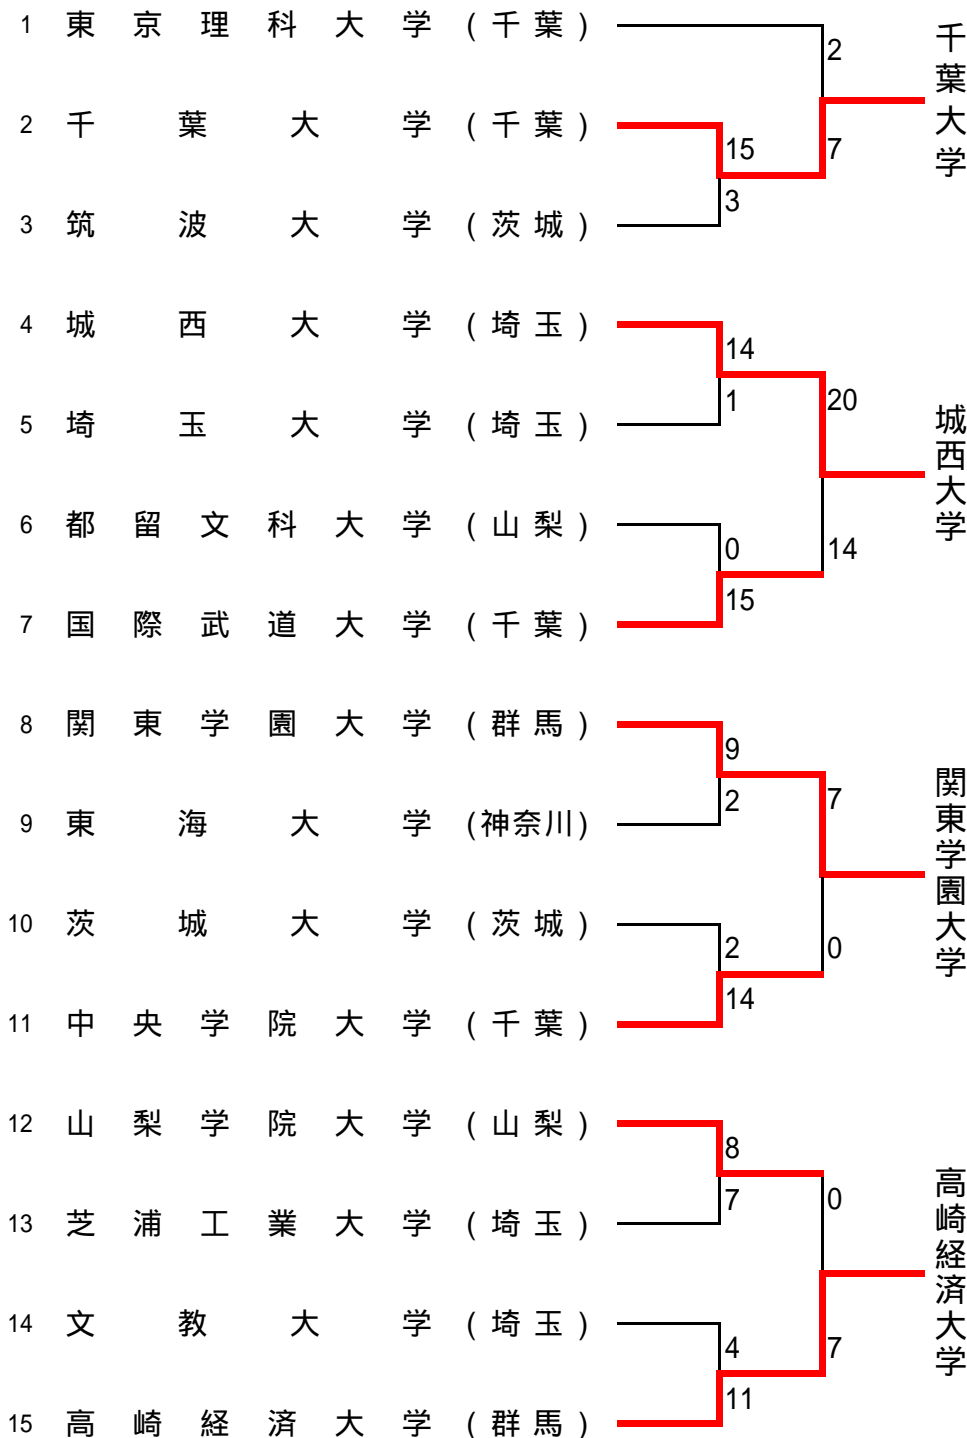 1 東京理科大学 (千葉)
2
千葉大学
2 千葉大学 (千葉)
15
7
3
3 筑波大学 (茨城)
4 城西大学 (埼玉)
14
1
20
城西大学
5 埼玉大学 (埼玉)
6 都留文科大学 (山梨)
0
14
15
7 国際武道大学 (千葉)
8 関東学園大学 (群馬)
9
2
7
関東学園大学
9 東海大学 (神奈川)
10 茨城大学 (茨城)
2
0
14
11 中央学院大学 (千葉)
12 山梨学院大学 (山梨)
8
7
0
高崎経済大学
13 芝浦工業大学 (埼玉)
14 文教大学 (埼玉)
4
7
11
15 高崎経済大学 (群馬)